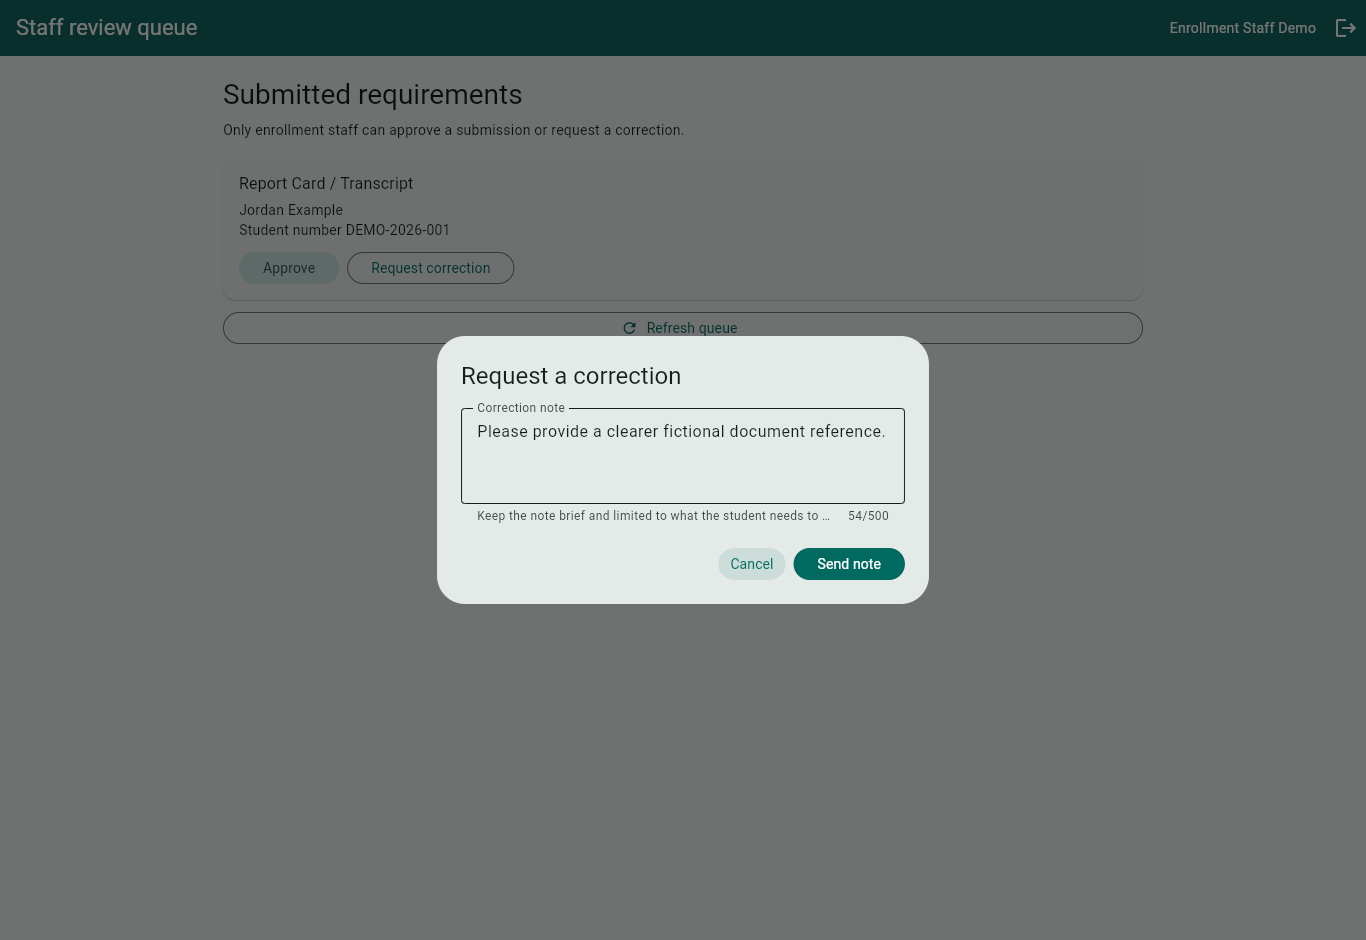 Staff review queue
Enrollment Staff Demo
Submitted requirements
Only enrollment staff can approve a submission or request a correction.
Report Card / Transcript
Jordan Example
Student number DEMO-2026-001
Approve
Request correction
Refresh queue
Request a correction
Correction note
Please provide a clearer fictional document reference.
Keep the note brief and limited to what the student needs to …
54/500
Cancel
Send note